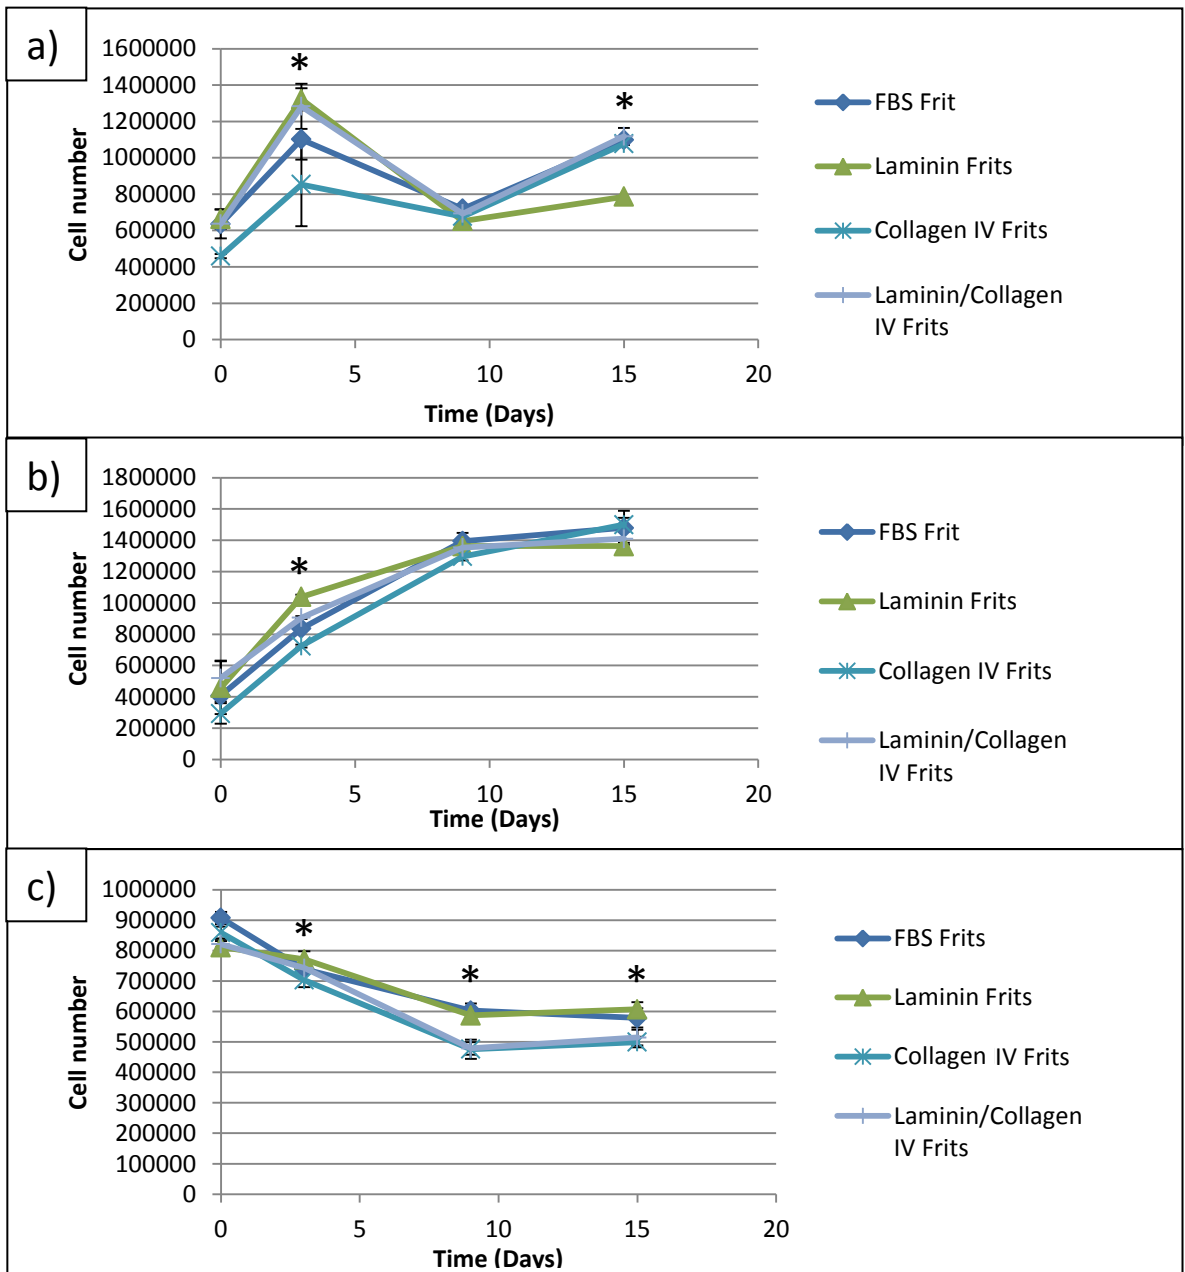 a)
1600000
1400000
1200000
1000000
800000
600000
400000
200000
0
Cell number
0 5 10 15 20
Time (Days)
*
*
FBS Frit
Laminin Frits
Collagen IV Frits
Laminin/Collagen
IV Frits
b)
1800000
1600000
1400000
1200000
1000000
800000
600000
400000
200000
0
Cell number
0 5 10 15 20
Time (Days)
*
FBS Frit
Laminin Frits
Collagen IV Frits
Laminin/Collagen
IV Frits
c)
1000000
900000
800000
700000
600000
500000
400000
300000
200000
100000
0
Cell number
0 5 10 15 20
Time (Days)
*
*
*
FBS Frits
Laminin Frits
Collagen IV Frits
Laminin/Collagen
IV Frits